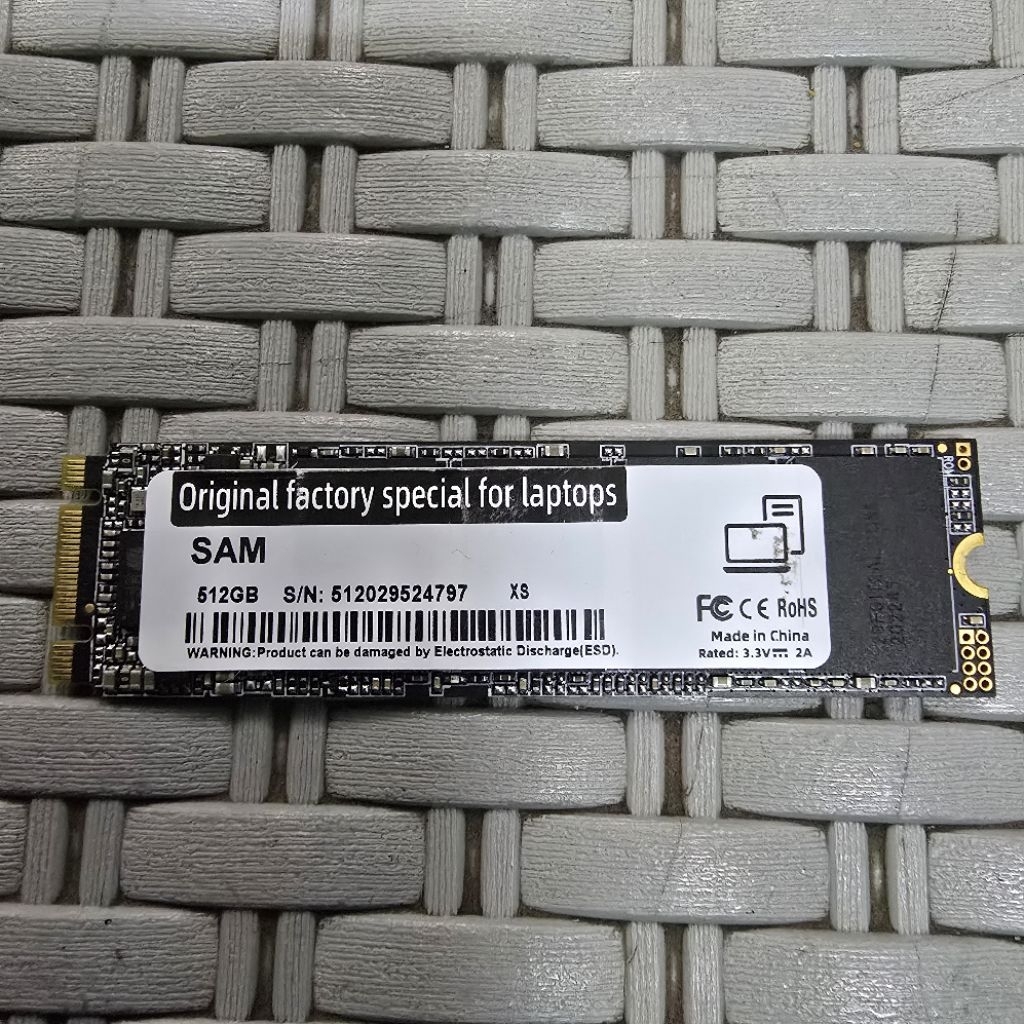 Original factory special for laptops
SAM
512GB S/N: 512029524797 XS
FC CE RoHS
WARNING:Product can be damaged by Electrostatic Discharge(ESD).
Made in China
Rated: 3.3V⎓ 2A